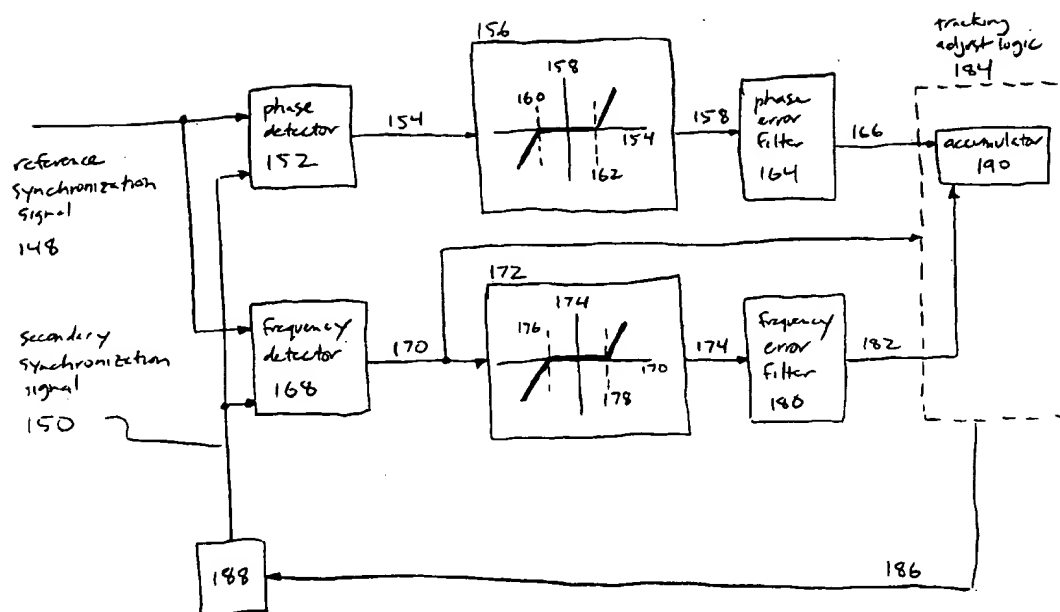 tracking
adjust logic
184
156
158
160
154
162
phase
detector
152
154
158
phase
error
filter
164
166
accumulator
190
reference
synchronization
signal
148
172
174
176
170
178
frequency
detector
168
170
174
frequency
error
filter
180
182
secondary
synchronization
signal
150
188
186